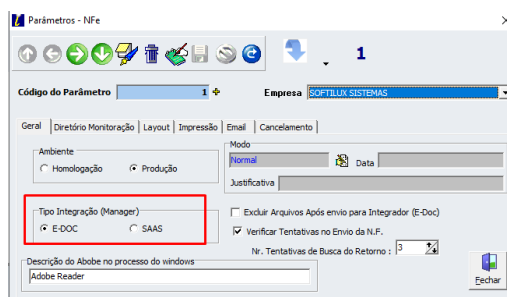 Parâmetros - NFe
1
Código do Parâmetro 1 Empresa SOFTILUX SISTEMAS
Geral Diretório Monitoração Layout Impressão Email Cancelamento
Ambiente
Homologação Produção
Modo
Normal Data
Justificativa
Tipo Integração (Manager)
E-DOC SAAS
Excluir Arquivos Após envio para Integrador (E-Doc)
Verificar Tentativas no Envio da N.F.
Nr. Tentativas de Busca do Retorno : 3
Descrição do Abobe no processo do windows
Adobe Reader
Fechar